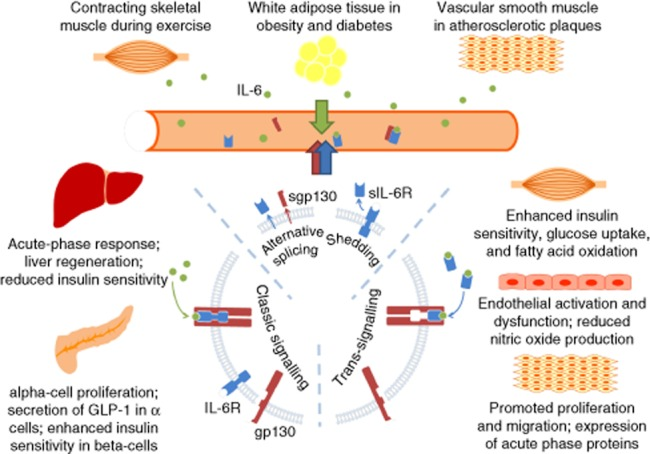 Contracting skeletal
muscle during exercise
White adipose tissue in
obesity and diabetes
Vascular smooth muscle
in atherosclerotic plaques
IL-6
sgp130
sIL-6R
Alternative
splicing
Shedding
Acute-phase response;
liver regeneration;
reduced insulin sensitivity
Enhanced insulin
sensitivity, glucose uptake,
and fatty acid oxidation
Classic signalling
Trans-signalling
Endothelial activation and
dysfunction; reduced
nitric oxide production
alpha-cell proliferation;
secretion of GLP-1 in α
cells; enhanced insulin
sensitivity in beta-cells
IL-6R
gp130
Promoted proliferation
and migration; expression
of acute phase proteins